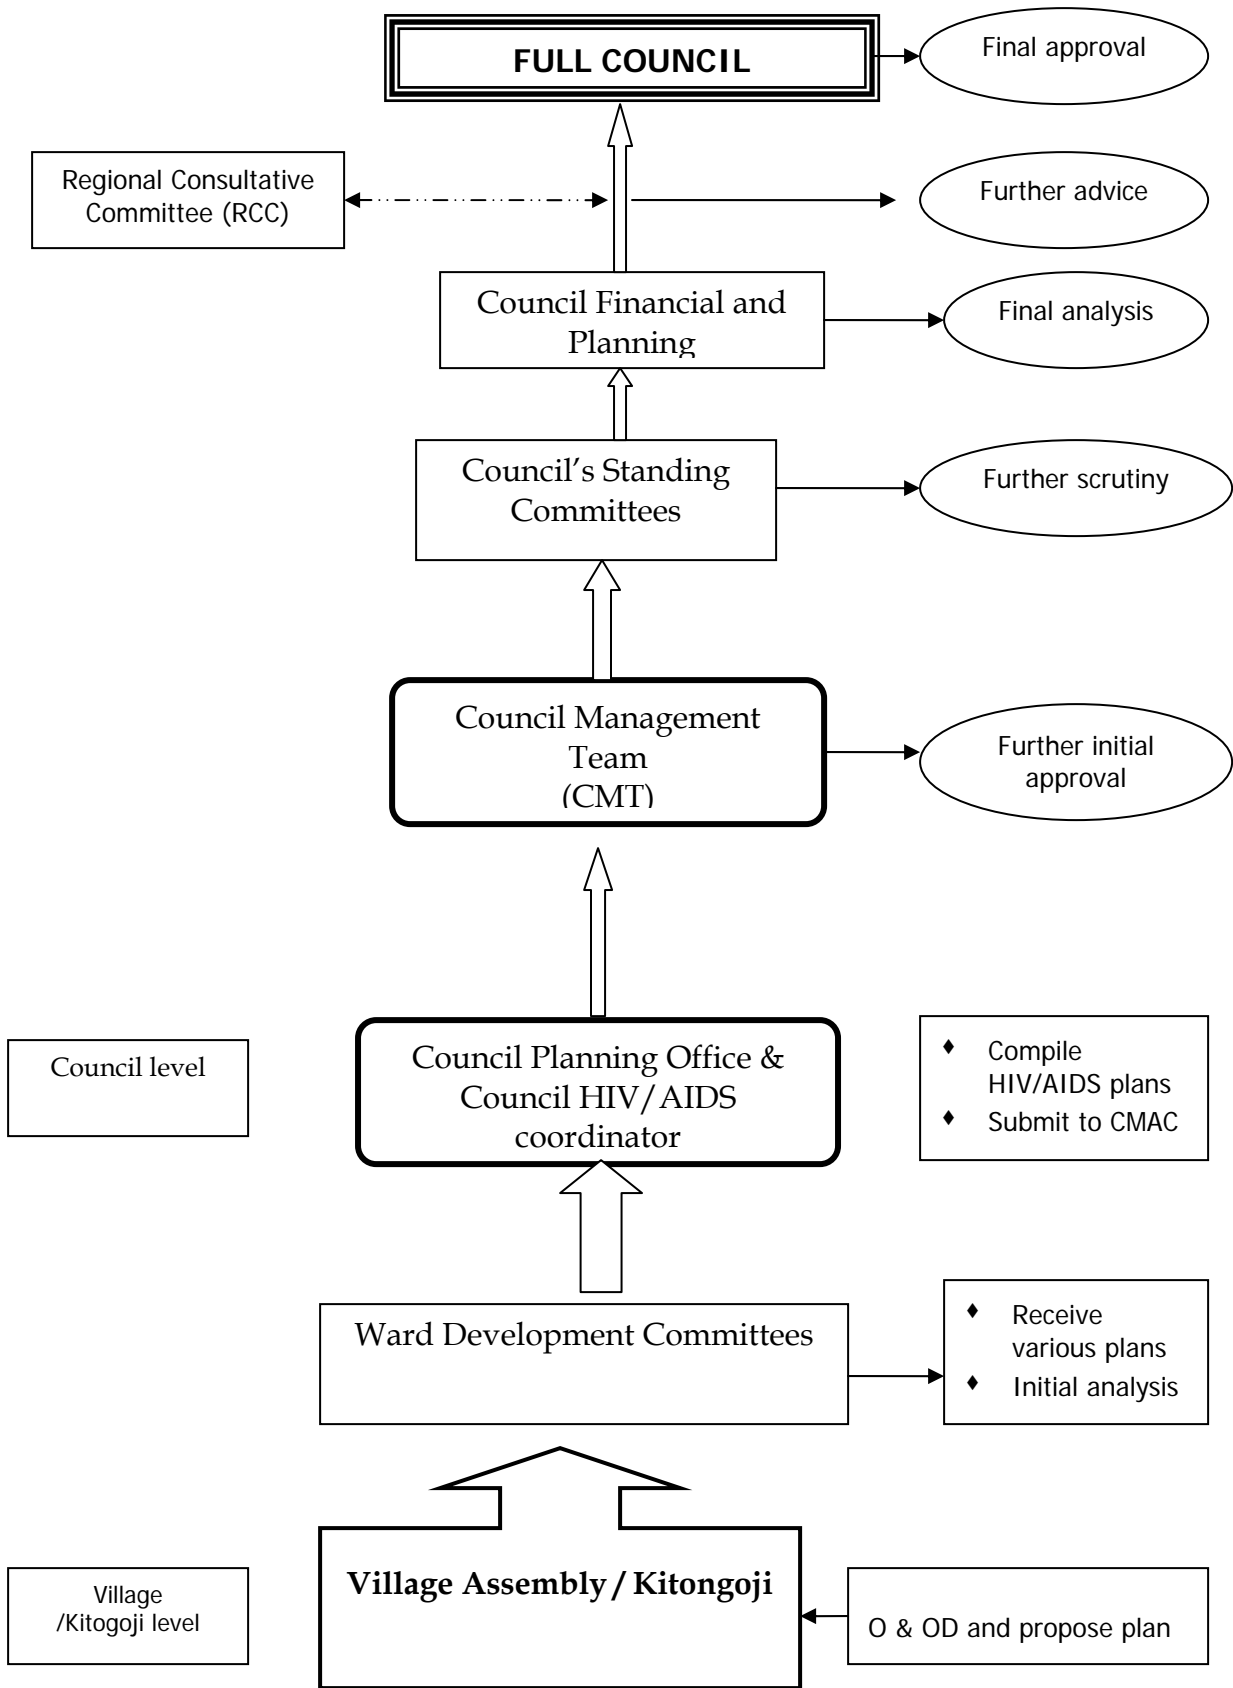 FULL COUNCIL
Final approval
Regional Consultative
Committee (RCC)
Further advice
Council Financial and
Planning
Final analysis
Council’s Standing
Committees
Further scrutiny
Council Management
Team
(CMT)
Further initial
approval
Council level
Council Planning Office &
Council HIV/AIDS
coordinator
♦ Compile
HIV/AIDS plans
♦ Submit to CMAC
Ward Development Committees
♦ Receive
various plans
♦ Initial analysis
Village
/Kitogoji level
Village Assembly / Kitongoji
O & OD and propose plan